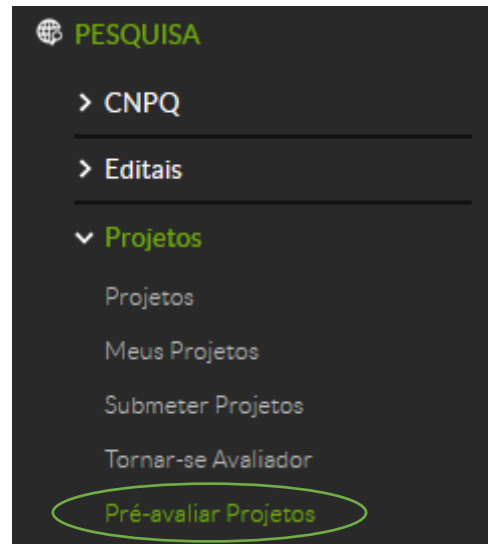 PESQUISA
CNPQ
Editais
Projetos
Projetos
Meus Projetos
Submeter Projetos
Tornar-se Avaliador
Pré-avaliar Projetos